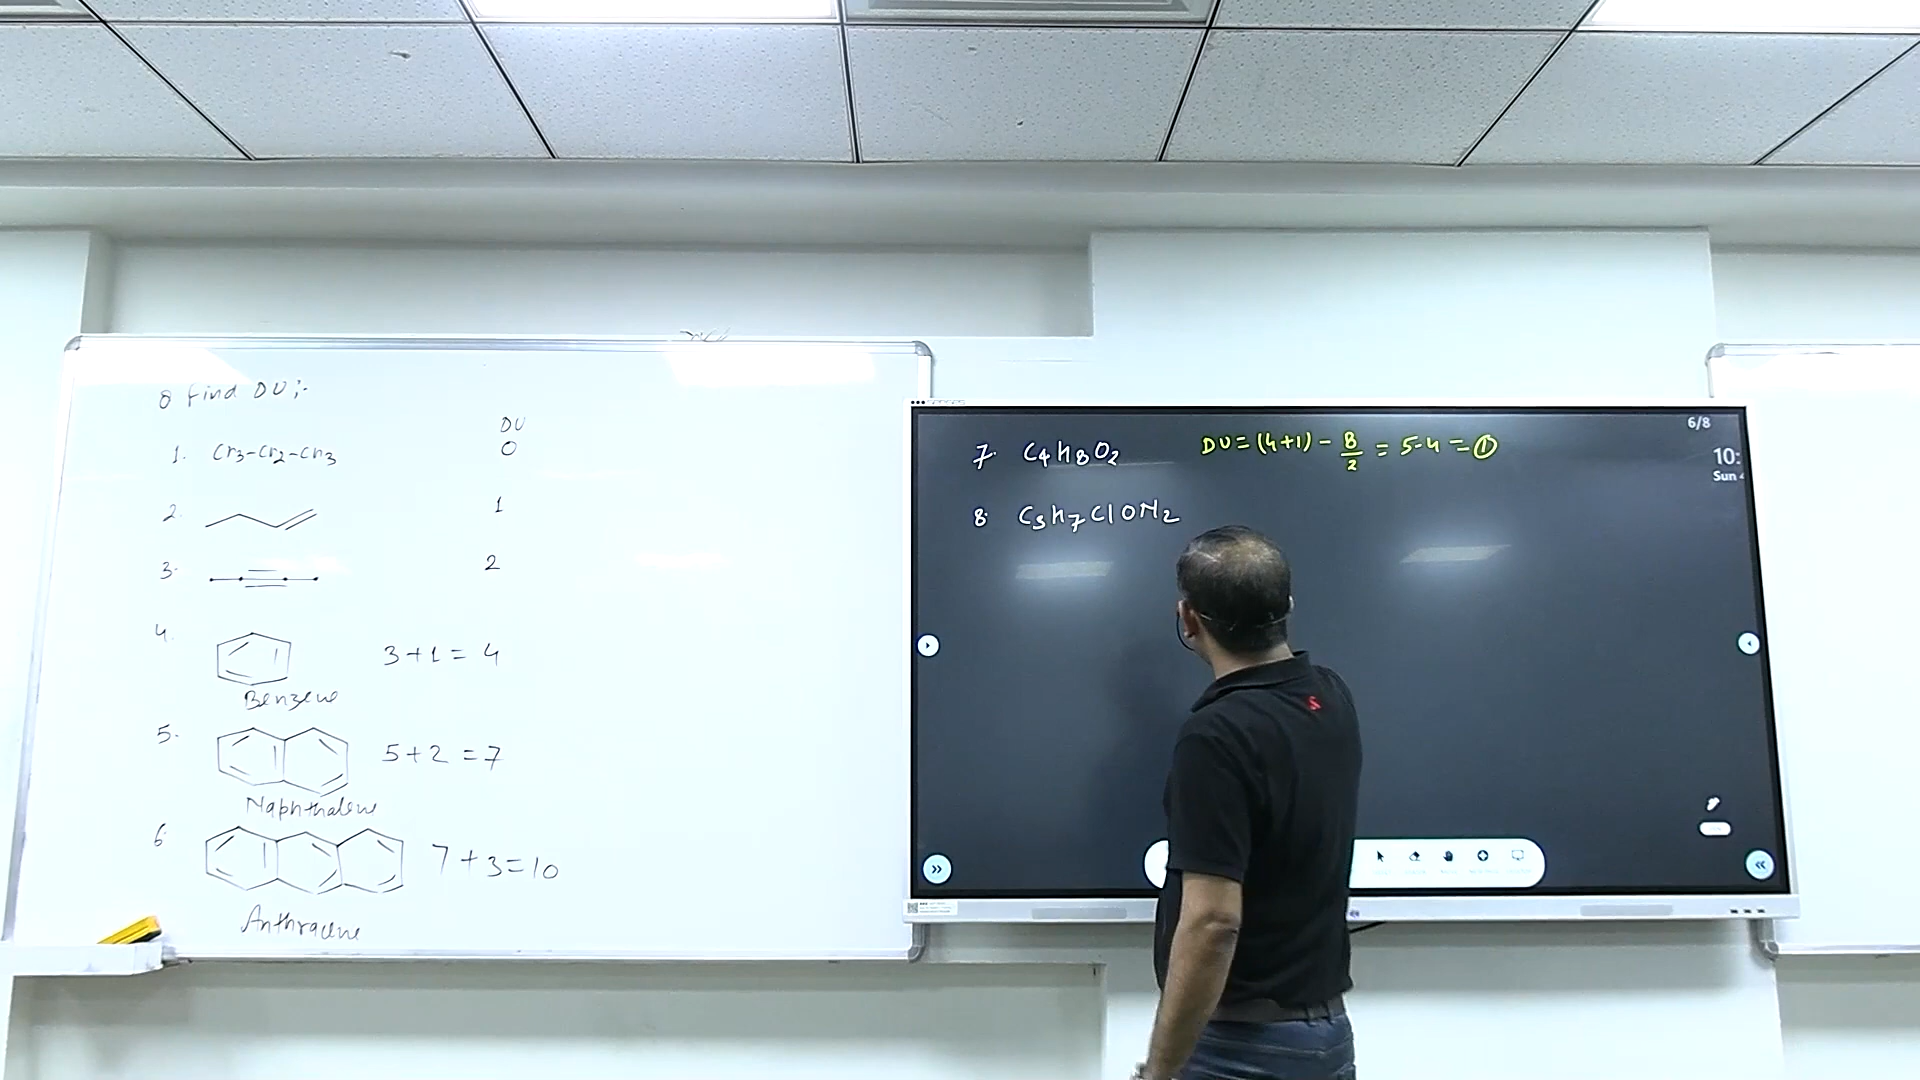 Q Find DU:-
DU
1. CH3-CH2-CH3 0
2. 1
3. 2
4. 3+1= 4
Benzene
5. 5+2 =7
Naphthalene
6. 7+3=10
Anthracene
6/8
7. C4H8O2 DU = (4+1) - 8/2 = 5-4 = 1
10:
Sun
8. C3H7ClON2